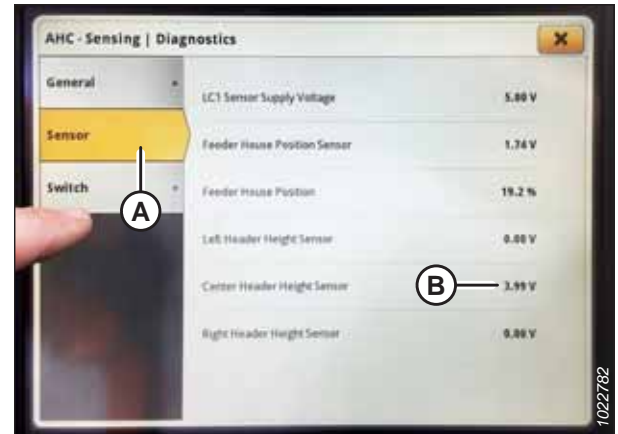 AHC - Sensing | Diagnostics
General
Sensor
Switch
LC1 Sensor Supply Voltage 5.00 V
Feeder House Position Sensor 1.74 V
Feeder House Position 19.2 %
Left Header Height Sensor 0.00 V
Center Header Height Sensor 3.99 V
Right Header Height Sensor 0.00 V
A
B
1022782